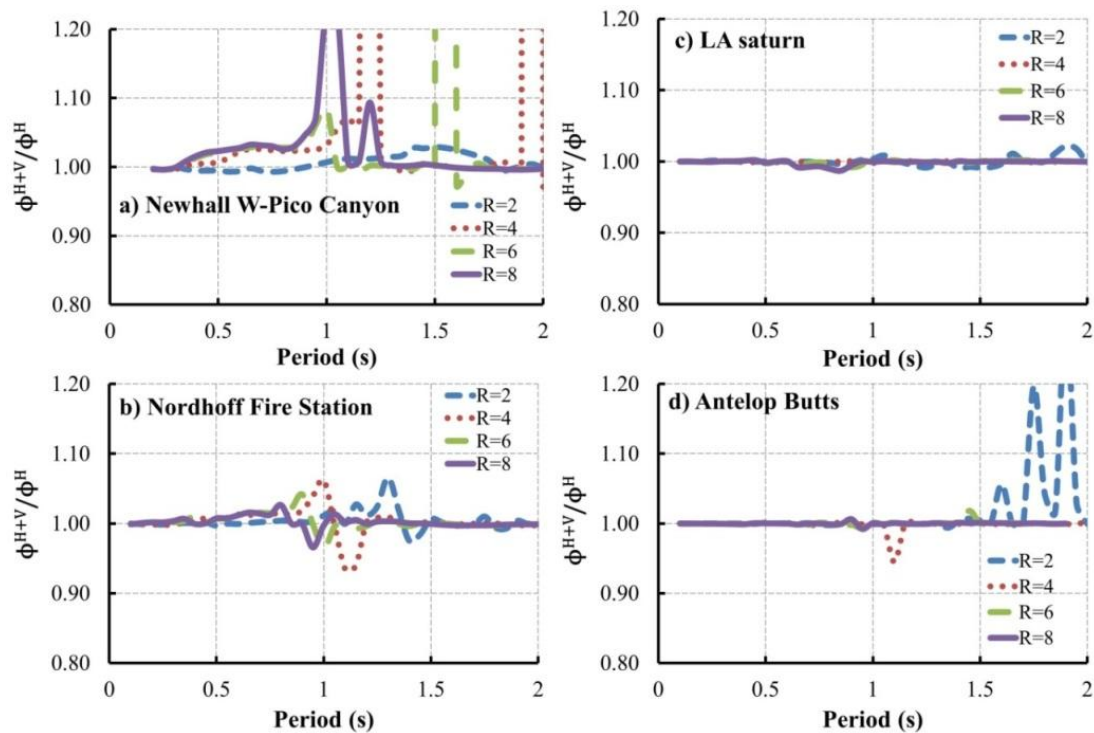 1.20
1.10
1.00
0.90
0.80
ϕH+V/ϕH
a) Newhall W-Pico Canyon
R=2
R=4
R=6
R=8
0 0.5 1 1.5 2
Period (s)
1.20
1.10
1.00
0.90
0.80
ϕH+V/ϕH
c) LA saturn
R=2
R=4
R=6
R=8
0 0.5 1 1.5 2
Period (s)
1.20
1.10
1.00
0.90
0.80
ϕH+V/ϕH
b) Nordhoff Fire Station
R=2
R=4
R=6
R=8
0 0.5 1 1.5 2
Period (s)
1.20
1.10
1.00
0.90
0.80
ϕH+V/ϕH
d) Antelop Butts
R=2
R=4
R=6
R=8
0 0.5 1 1.5 2
Period (s)